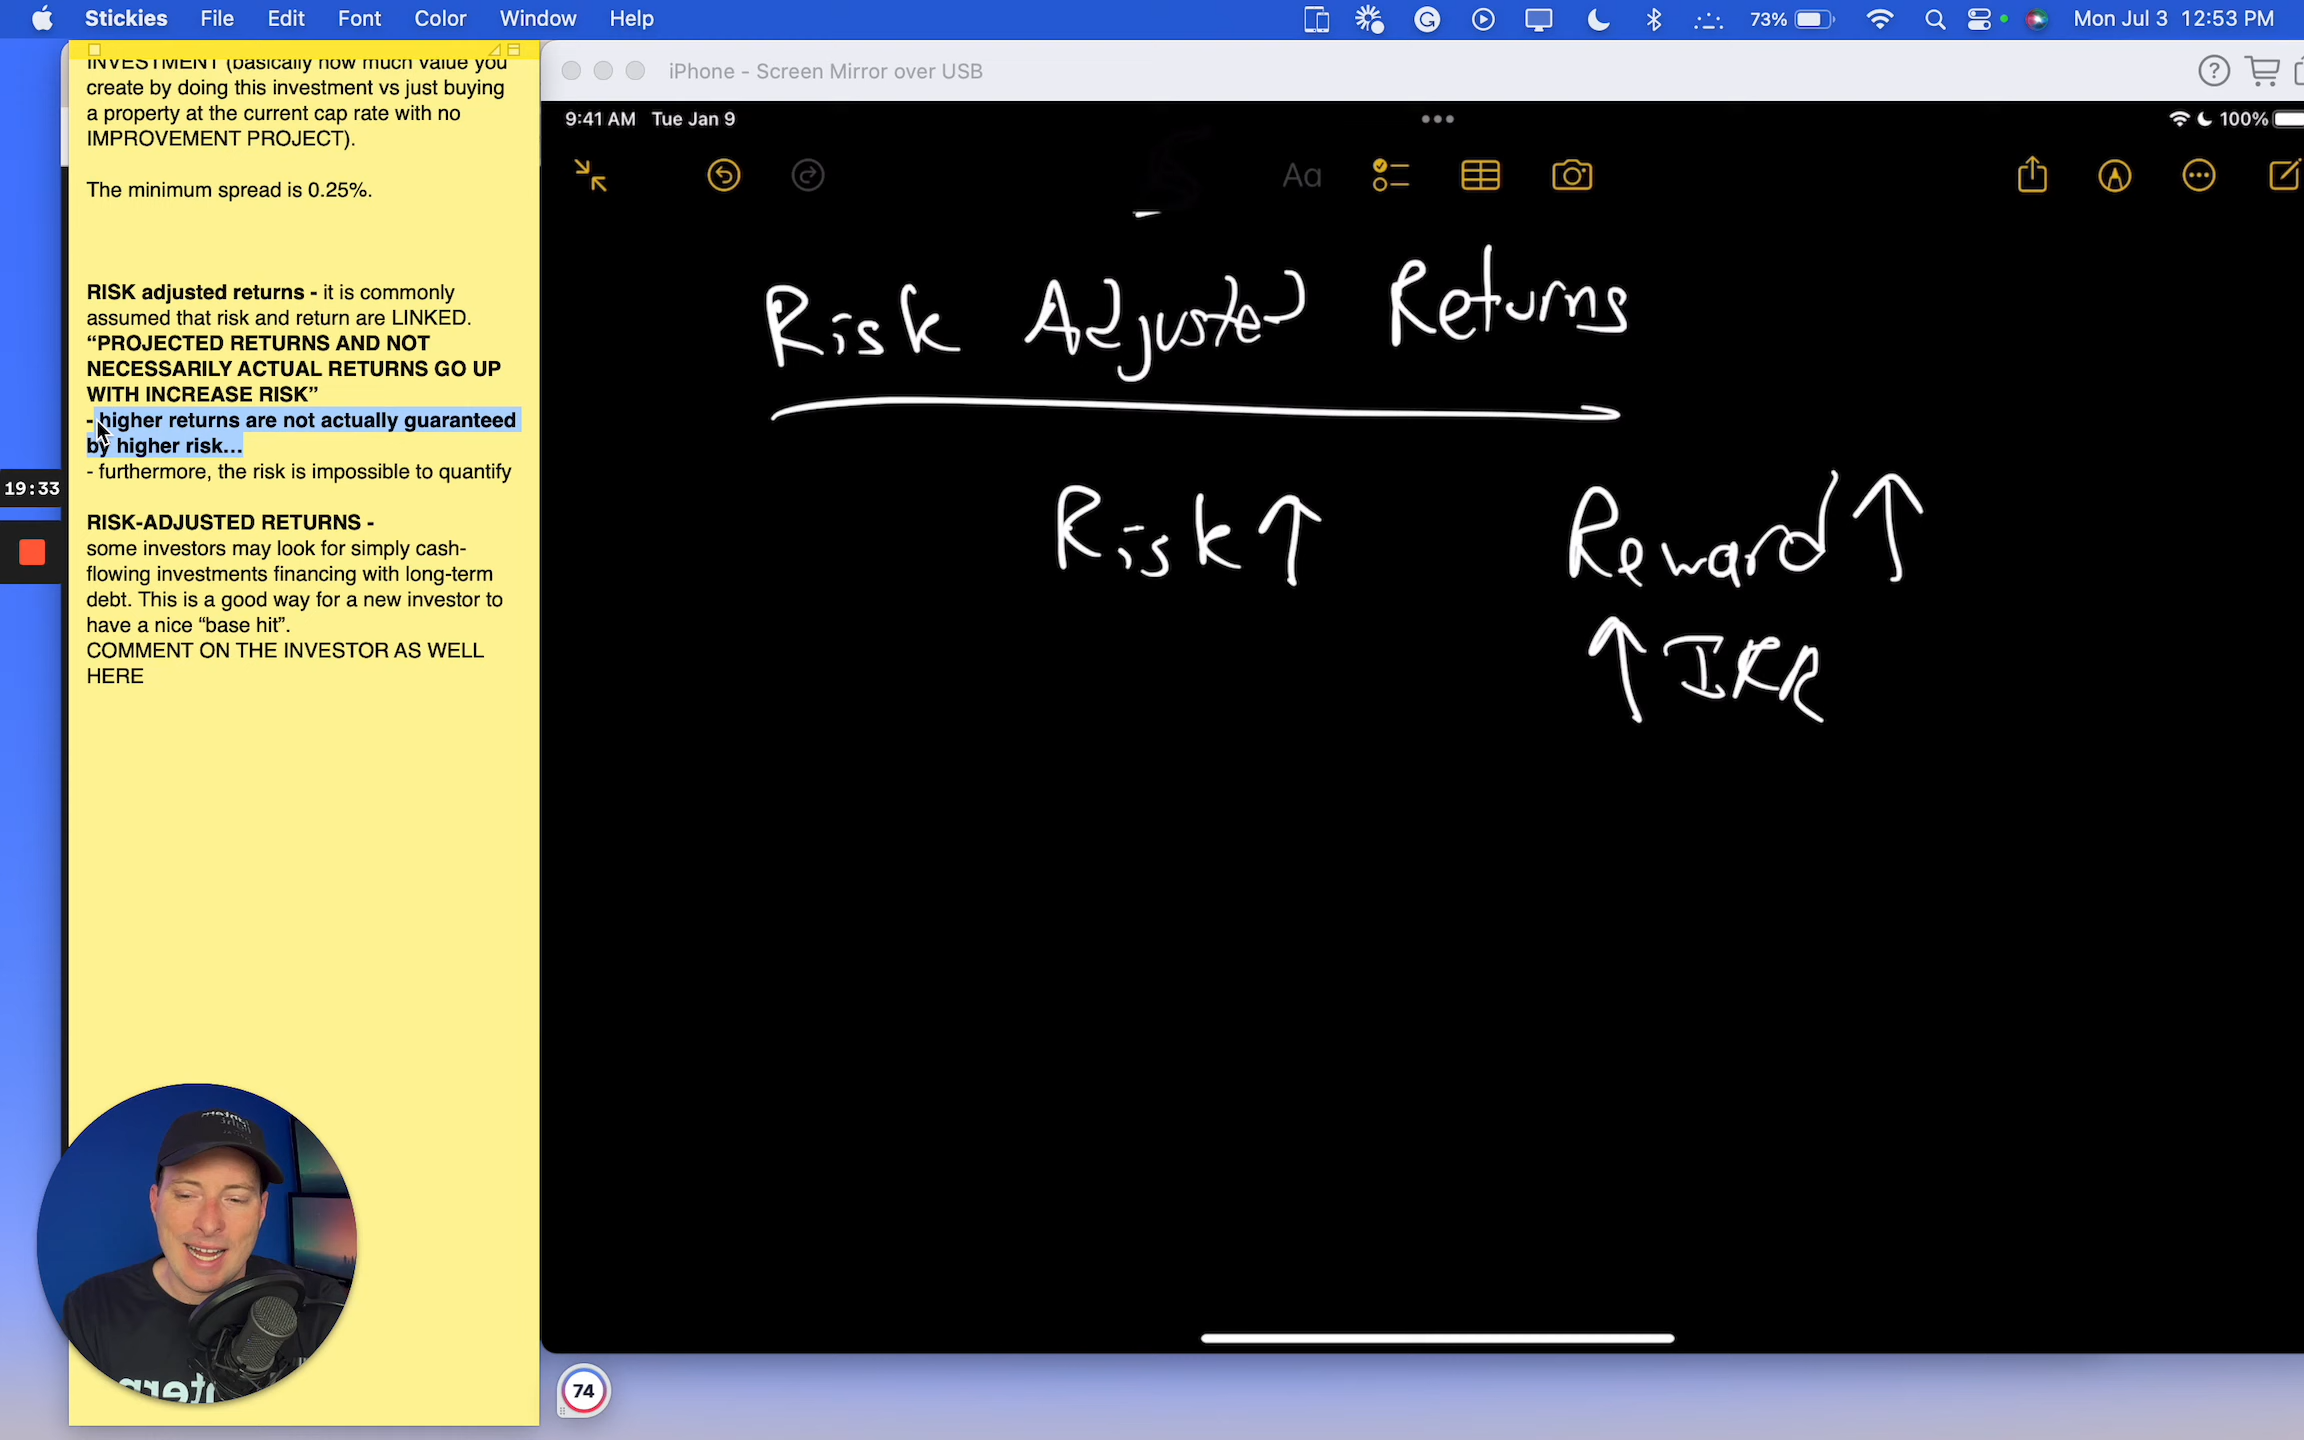 Stickies File Edit Font Color Window Help 73% Mon Jul 3 12:53 PM
INVESTMENT (basically how much value you
create by doing this investment vs just buying
a property at the current cap rate with no
IMPROVEMENT PROJECT).
The minimum spread is 0.25%.
RISK adjusted returns - it is commonly
assumed that risk and return are LINKED.
“PROJECTED RETURNS AND NOT
NECESSARILY ACTUAL RETURNS GO UP
WITH INCREASE RISK”
- higher returns are not actually guaranteed
by higher risk...
- furthermore, the risk is impossible to quantify
RISK-ADJUSTED RETURNS -
some investors may look for simply cash-
flowing investments financing with long-term
debt. This is a good way for a new investor to
have a nice “base hit”.
COMMENT ON THE INVESTOR AS WELL
HERE
19:33
iPhone - Screen Mirror over USB
9:41 AM Tue Jan 9 100%
Aa
Risk Adjusted Returns
Risk ↑ Reward ↑
↑ IRR
74